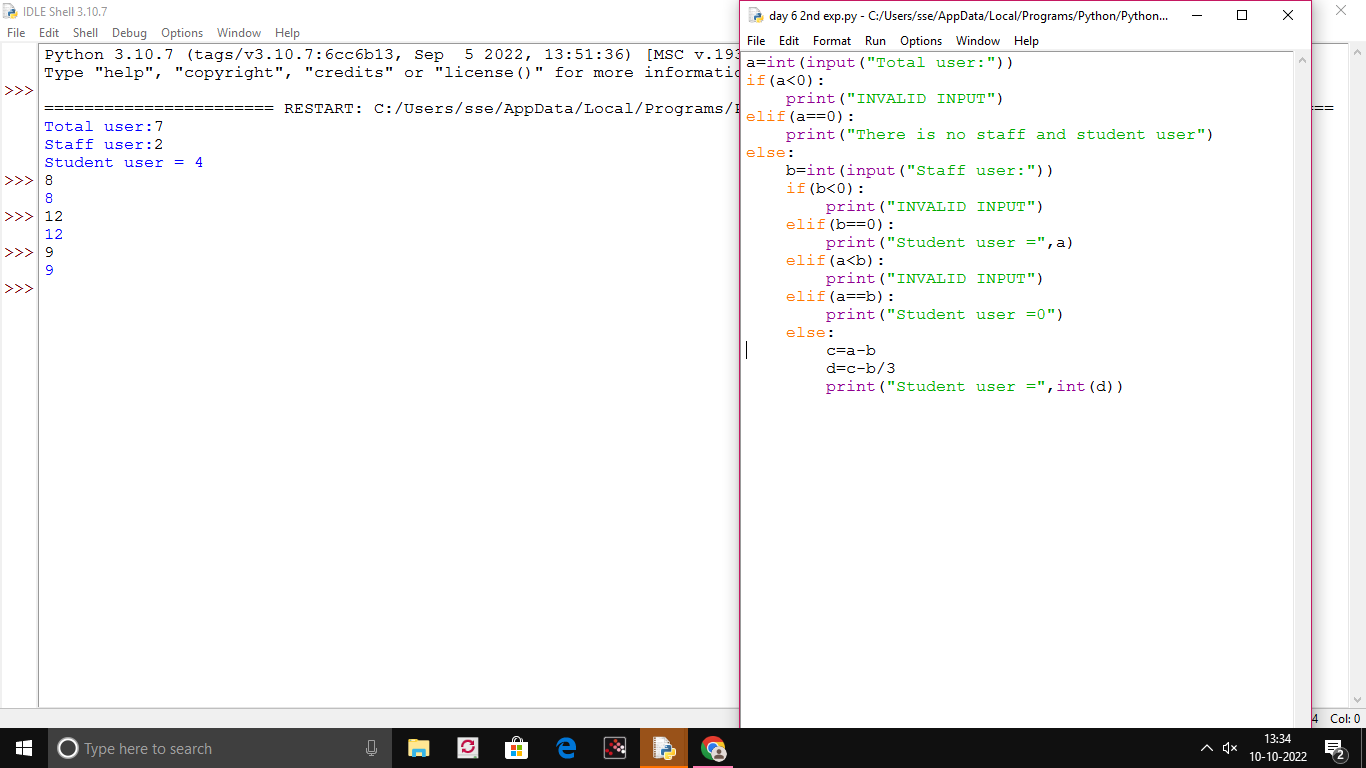 IDLE Shell 3.10.7
File Edit Shell Debug Options Window Help
Python 3.10.7 (tags/v3.10.7:6cc6b13, Sep  5 2022, 13:51:36) [MSC v.193
Type "help", "copyright", "credits" or "license()" for more informatio
>>>
======================= RESTART: C:/Users/sse/AppData/Local/Programs/
Total user:7
Staff user:2
Student user = 4
>>> 8
8
>>> 12
12
>>> 9
9
>>>
day 6 2nd exp.py - C:/Users/sse/AppData/Local/Programs/Python/Python...
File Edit Format Run Options Window Help
a=int(input("Total user:"))
if(a<0):
    print("INVALID INPUT")
elif(a==0):
    print("There is no staff and student user")
else:
    b=int(input("Staff user:"))
    if(b<0):
        print("INVALID INPUT")
    elif(b==0):
        print("Student user =",a)
    elif(a<b):
        print("INVALID INPUT")
    elif(a==b):
        print("Student user =0")
    else:
        c=a-b
        d=c-b/3
        print("Student user =",int(d))
===
4 Col: 0
Type here to search
13:34
10-10-2022
2